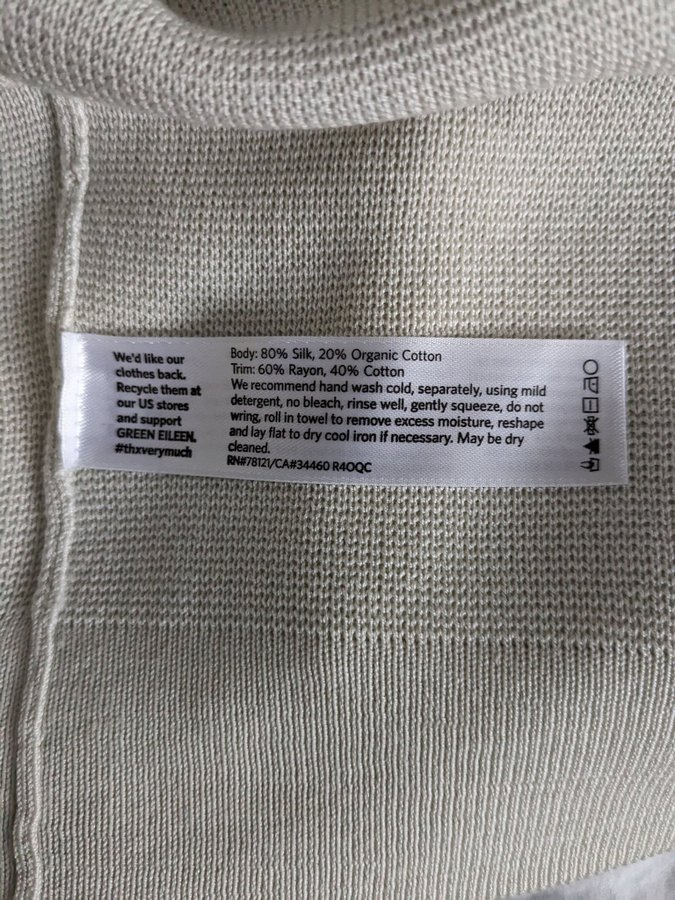 We'd like our
clothes back.
Recycle them at
our US stores
and support
GREEN EILEEN.
#thxverymuch
Body: 80% Silk, 20% Organic Cotton
Trim: 60% Rayon, 40% Cotton
We recommend hand wash cold, separately, using mild
detergent, no bleach, rinse well, gently squeeze, do not
wring, roll in towel to remove excess moisture, reshape
and lay flat to dry cool iron if necessary. May be dry
cleaned.
RN#78121/CA#34460 R4OQC